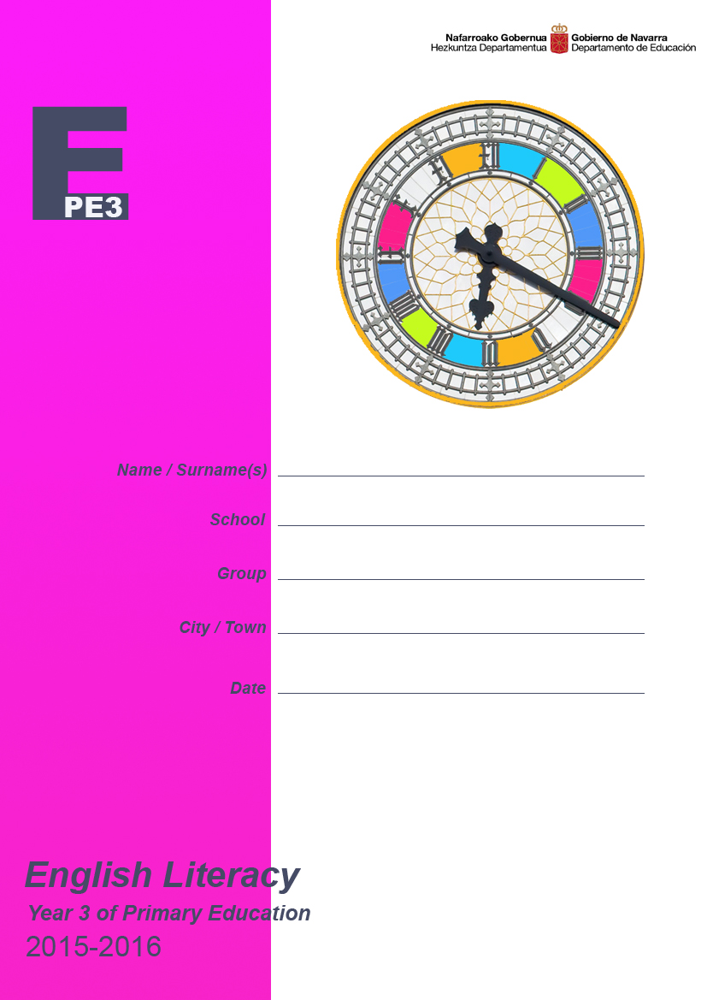 Nafarroako Gobernua
Hezkuntza Departamentua
Gobierno de Navarra
Departamento de Educación
E
PE3
Name / Surname(s)
School
Group
City / Town
Date
English Literacy
Year 3 of Primary Education
2015-2016